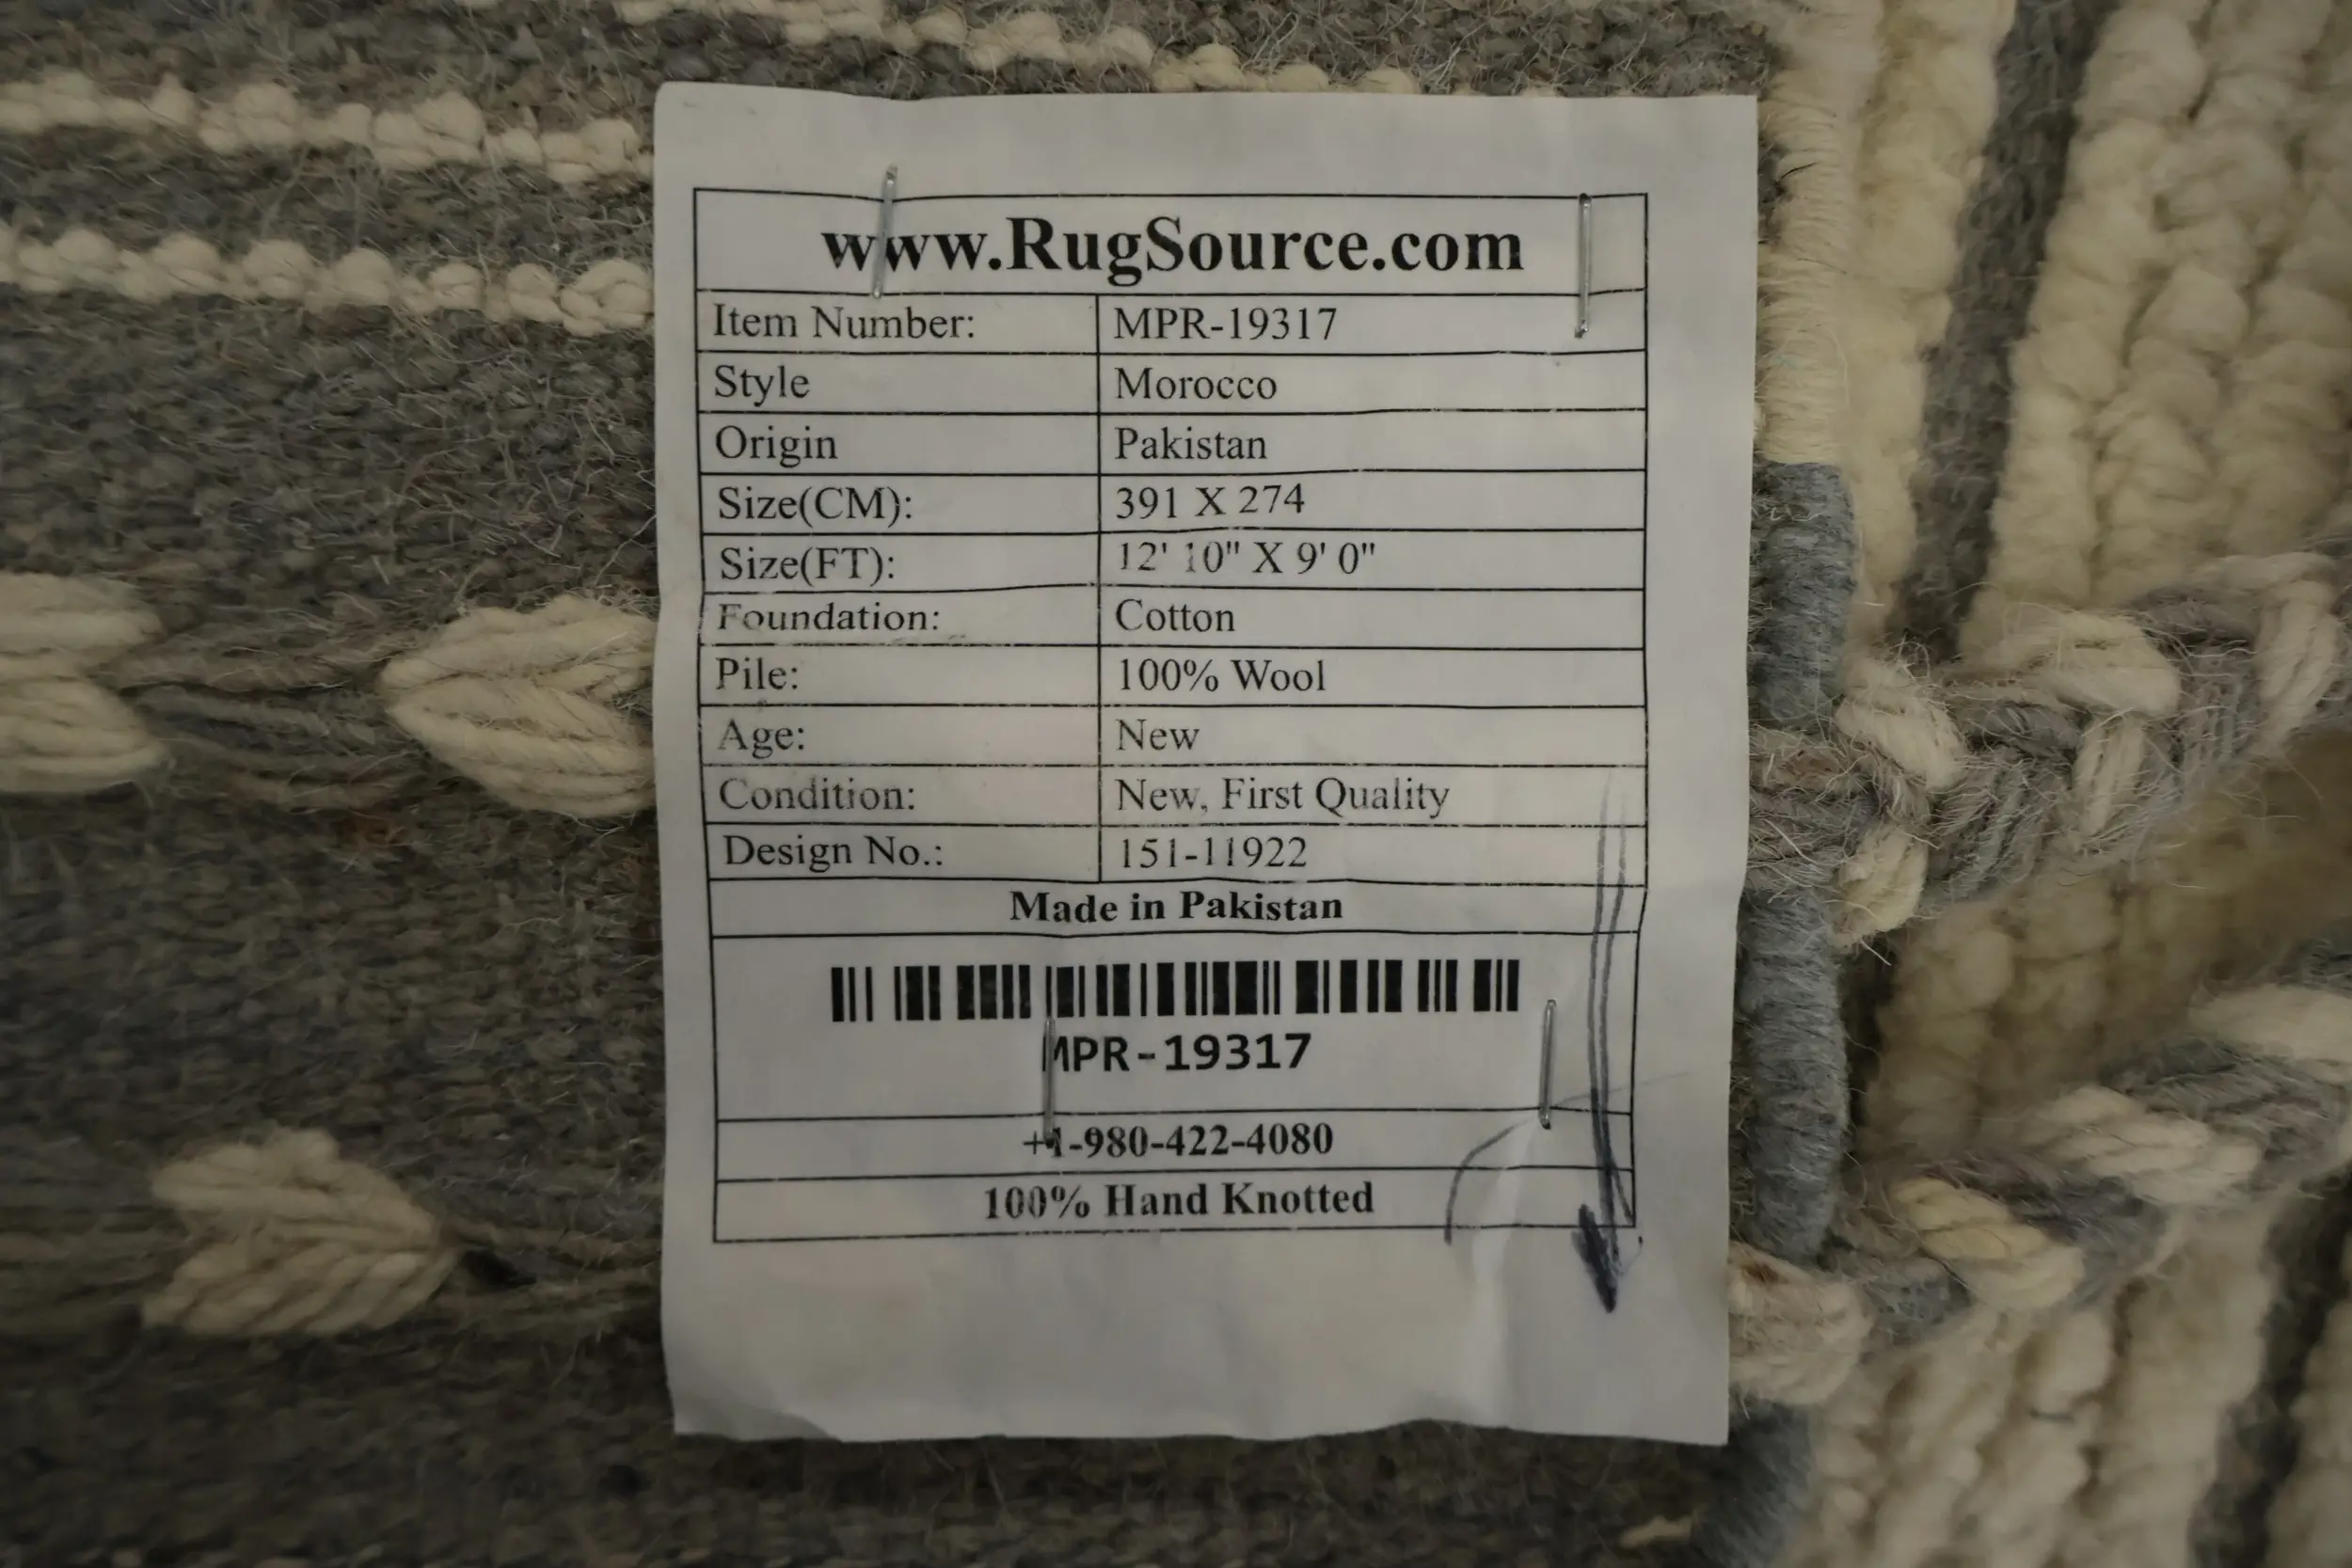 www.RugSource.com
Item Number: MPR-19317
Style Morocco
Origin Pakistan
Size(CM): 391 X 274
Size(FT): 12' 10" X 9' 0"
Foundation: Cotton
Pile: 100% Wool
Age: New
Condition: New, First Quality
Design No.: 151-11922
Made in Pakistan
MPR-19317
+1-980-422-4080
100% Hand Knotted